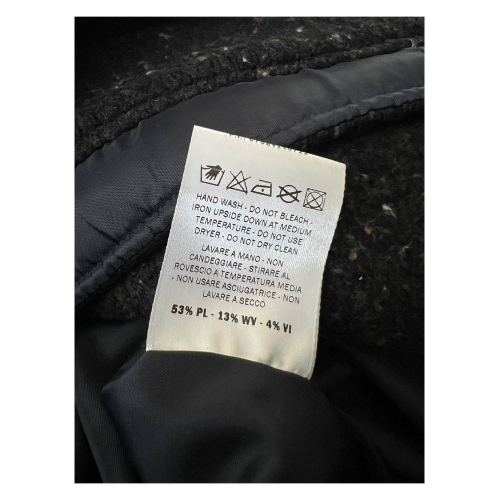 HAND WASH - DO NOT BLEACH -
IRON UPSIDE DOWN AT MEDIUM
TEMPERATURE - DO NOT USE
DRYER - DO NOT DRY CLEAN
LAVARE A MANO - NON
CANDEGGIARE - STIRARE AL
ROVESCIO A TEMPERATURA MEDIA
- NON USARE ASCIUGATRICE - NON
LAVARE A SECCO
53% PL - 13% WV - 4% VI